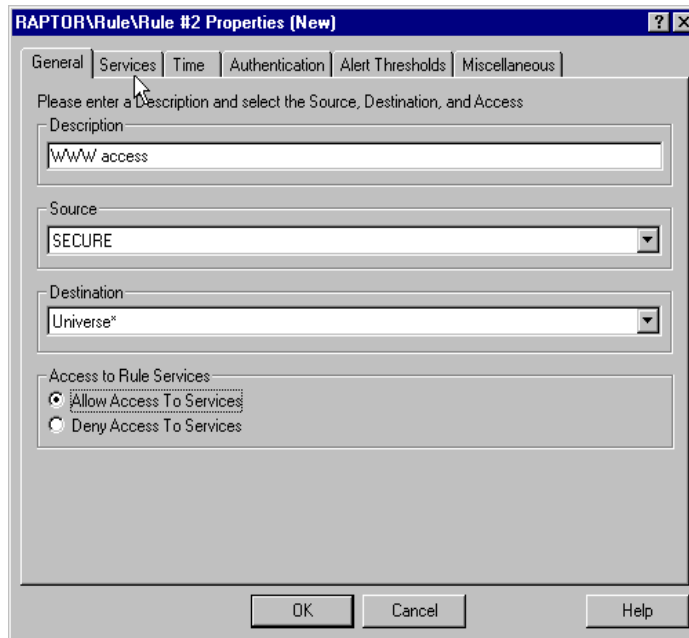 RAPTOR\Rule\Rule #2 Properties (New)
General Services Time Authentication Alert Thresholds Miscellaneous
Please enter a Description and select the Source, Destination, and Access
Description
WWW access
Source
SECURE
Destination
Universe*
Access to Rule Services
Allow Access To Services
Deny Access To Services
OK Cancel Help